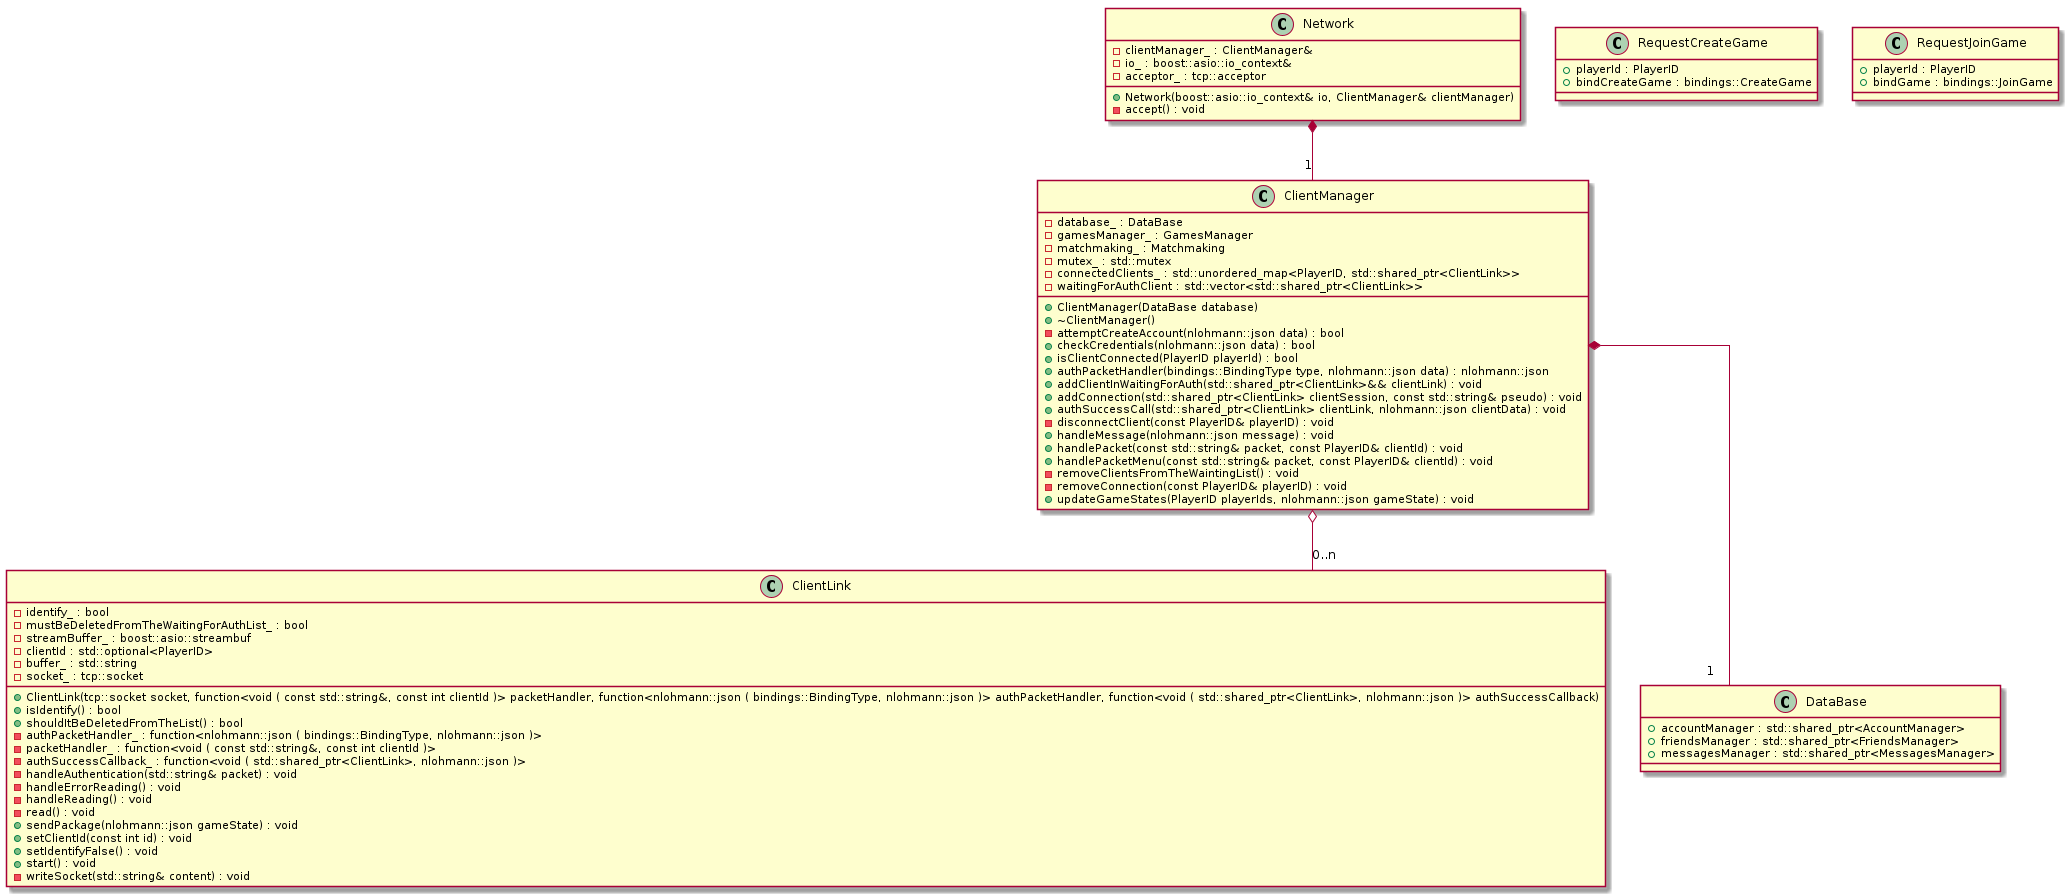 C Network
clientManager_ : ClientManager&
io_ : boost::asio::io_context&
acceptor_ : tcp::acceptor
Network(boost::asio::io_context& io, ClientManager& clientManager)
accept() : void
C RequestCreateGame
playerId : PlayerID
bindCreateGame : bindings::CreateGame
C RequestJoinGame
playerId : PlayerID
bindGame : bindings::JoinGame
1
C ClientManager
database_ : DataBase
gamesManager_ : GamesManager
matchmaking_ : Matchmaking
mutex_ : std::mutex
connectedClients_ : std::unordered_map<PlayerID, std::shared_ptr<ClientLink>>
waitingForAuthClient : std::vector<std::shared_ptr<ClientLink>>
ClientManager(DataBase database)
~ClientManager()
attemptCreateAccount(nlohmann::json data) : bool
checkCredentials(nlohmann::json data) : bool
isClientConnected(PlayerID playerId) : bool
authPacketHandler(bindings::BindingType type, nlohmann::json data) : nlohmann::json
addClientInWaitingForAuth(std::shared_ptr<ClientLink>&& clientLink) : void
addConnection(std::shared_ptr<ClientLink> clientSession, const std::string& pseudo) : void
authSuccessCall(std::shared_ptr<ClientLink> clientLink, nlohmann::json clientData) : void
disconnectClient(const PlayerID& playerID) : void
handleMessage(nlohmann::json message) : void
handlePacket(const std::string& packet, const PlayerID& clientId) : void
handlePacketMenu(const std::string& packet, const PlayerID& clientId) : void
removeClientsFromTheWaintingList() : void
removeConnection(const PlayerID& playerID) : void
updateGameStates(PlayerID playerIds, nlohmann::json gameState) : void
0..n
C ClientLink
identify_ : bool
mustBeDeletedFromTheWaitingForAuthList_ : bool
streamBuffer_ : boost::asio::streambuf
clientId : std::optional<PlayerID>
buffer_ : std::string
socket_ : tcp::socket
ClientLink(tcp::socket socket, function<void ( const std::string&, const int clientId )> packetHandler, function<nlohmann::json ( bindings::BindingType, nlohmann::json )> authPacketHandler, function<void ( std::shared_ptr<ClientLink>, nlohmann::json )> authSuccessCallback)
isIdentify() : bool
shouldItBeDeletedFromTheList() : bool
authPacketHandler_ : function<nlohmann::json ( bindings::BindingType, nlohmann::json )>
packetHandler_ : function<void ( const std::string&, const int clientId )>
authSuccessCallback_ : function<void ( std::shared_ptr<ClientLink>, nlohmann::json )>
handleAuthentication(std::string& packet) : void
handleErrorReading() : void
handleReading() : void
read() : void
sendPackage(nlohmann::json gameState) : void
setClientId(const int id) : void
setIdentifyFalse() : void
start() : void
writeSocket(std::string& content) : void
1
C DataBase
accountManager : std::shared_ptr<AccountManager>
friendsManager : std::shared_ptr<FriendsManager>
messagesManager : std::shared_ptr<MessagesManager>